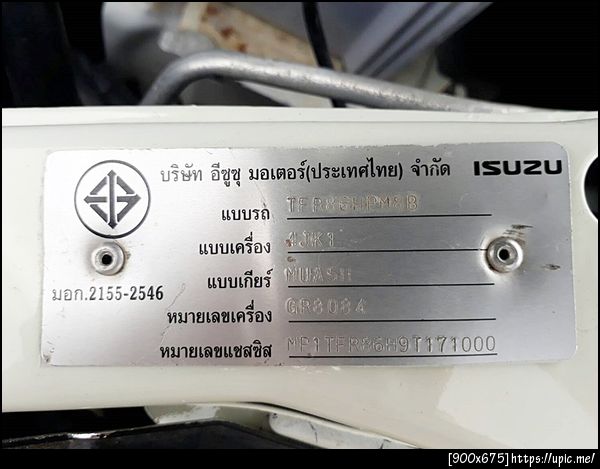 บริษัท อีซูซุ มอเตอร์(ประเทศไทย) จำกัด ISUZU
แบบรถ TFR86HPM8B
แบบเครื่อง 4JK1
แบบเกียร์ MUA5H
มอก.2155-2546
หมายเลขเครื่อง GR8084
หมายเลขแชสซิส MP1TFR86H9T171000
[900x675]https://upic.me/